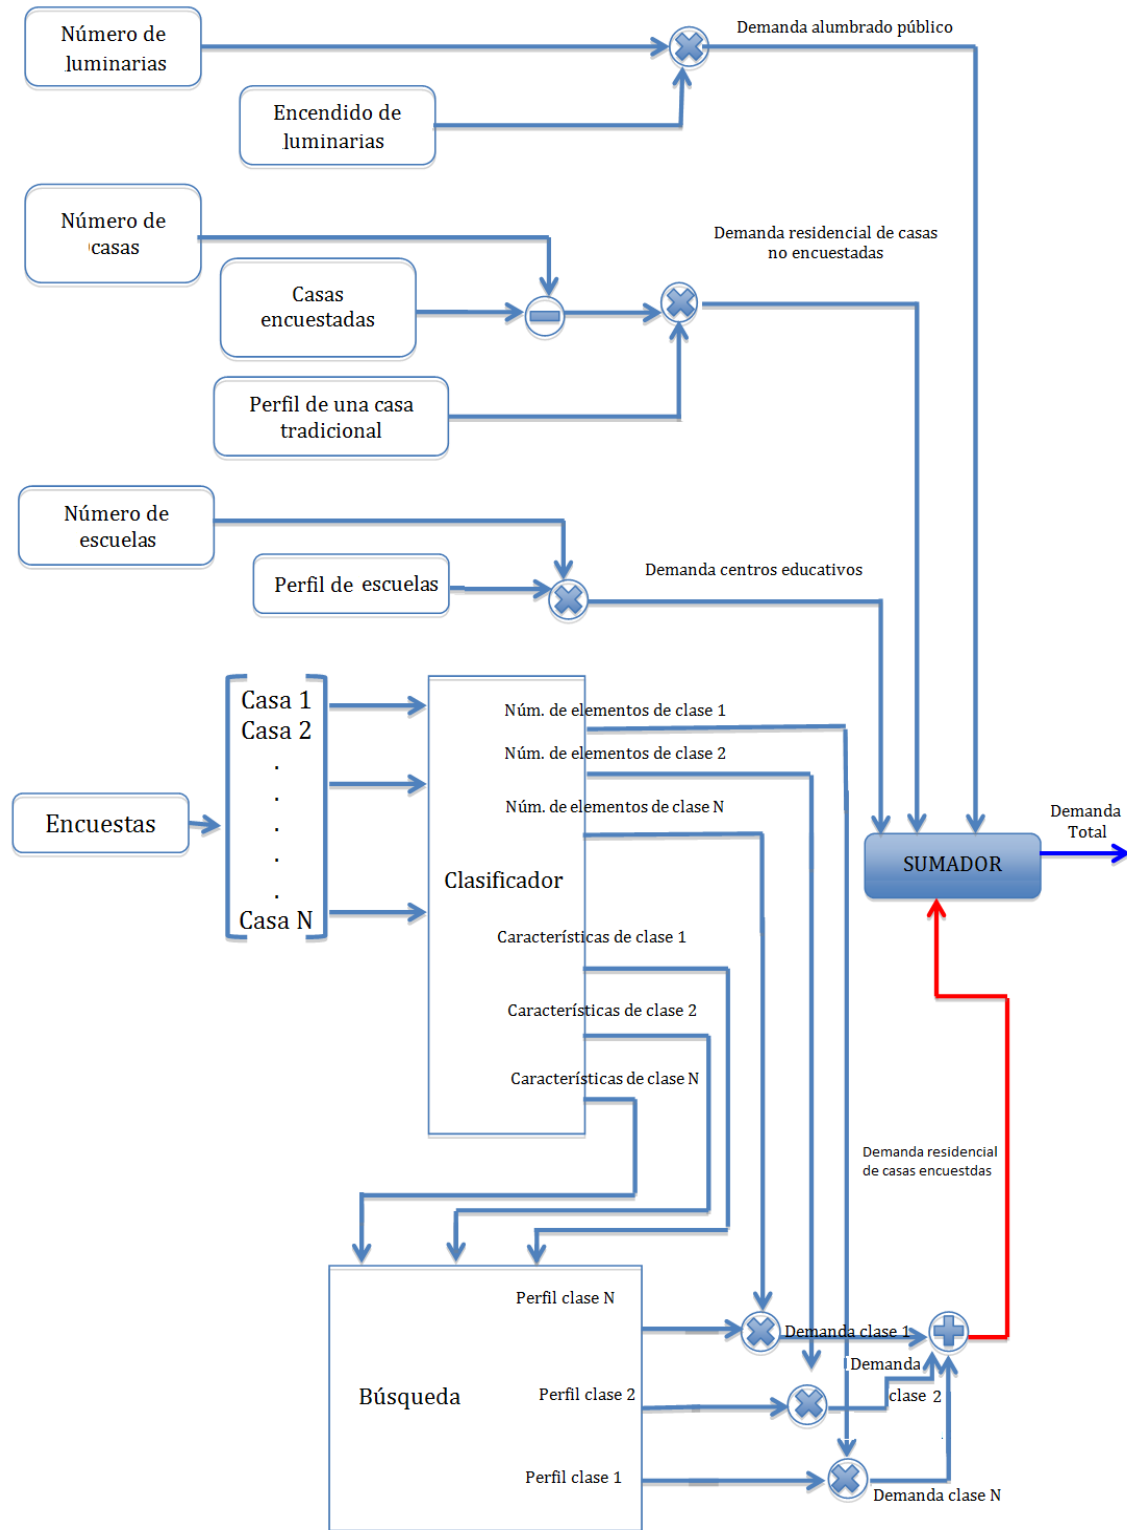 Número de
luminarias
Demanda alumbrado público
Encendido de
luminarias
Número de
casas
Demanda residencial de casas
no encuestadas
Casas
encuestadas
Perfil de una casa
tradicional
Número de
escuelas
Perfil de escuelas
Demanda centros educativos
Encuestas
Casa 1
Casa 2
.
.
.
.
.
Casa N
Clasificador
Núm. de elementos de clase 1
Núm. de elementos de clase 2
Núm. de elementos de clase N
Características de clase 1
Características de clase 2
Características de clase N
SUMADOR
Demanda
Total
Demanda residencial
de casas encuestdas
Búsqueda
Perfil clase N
Perfil clase 2
Perfil clase 1
Demanda clase 1
Demanda
clase 2
Demanda clase N